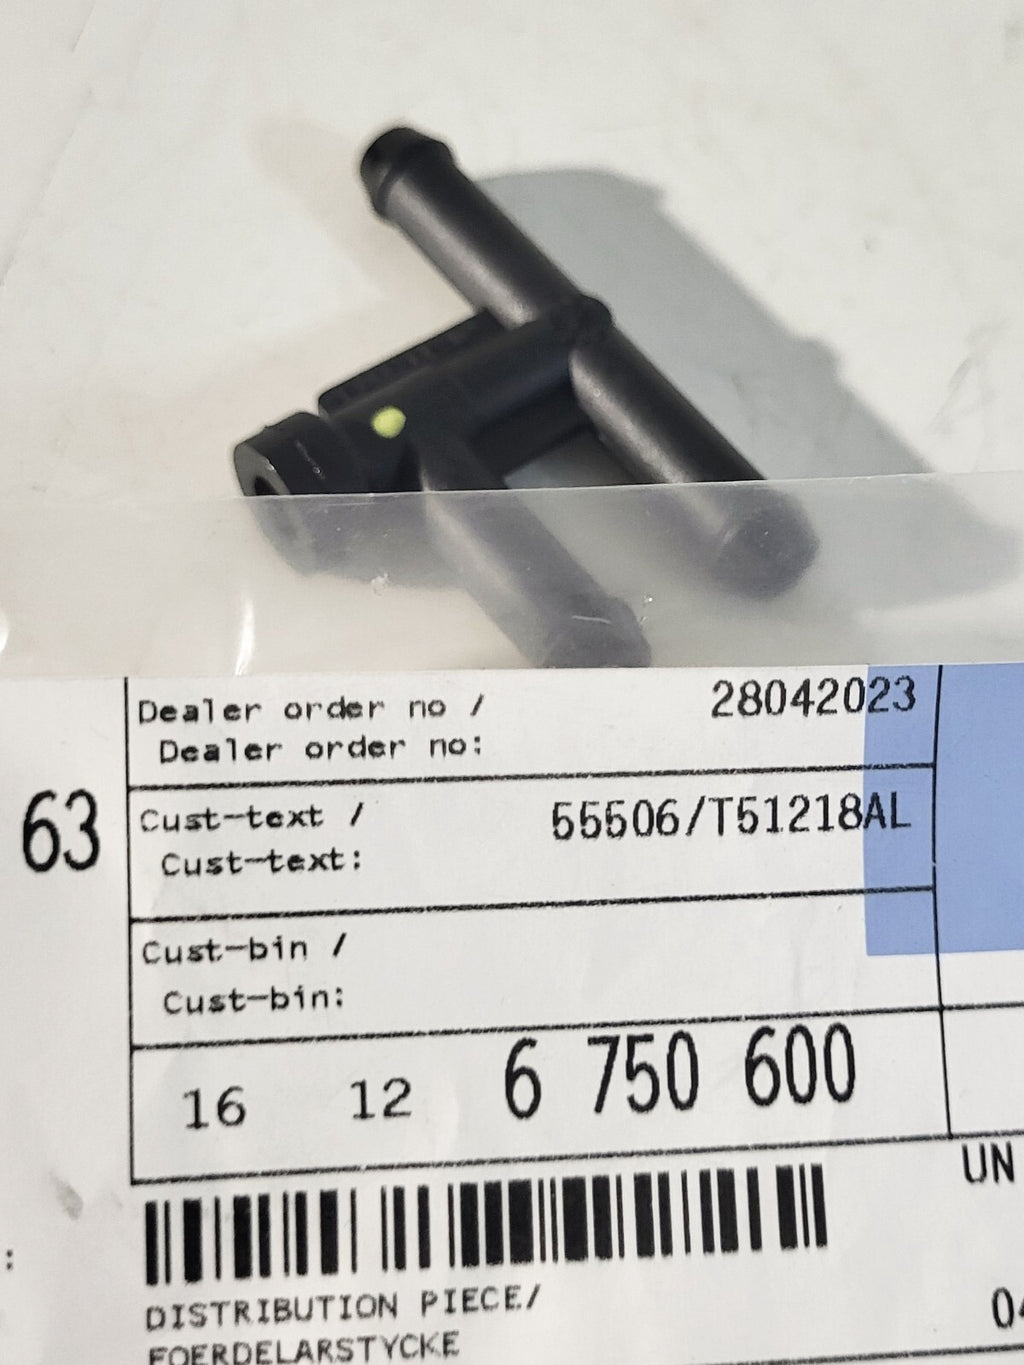 Dealer order no / 28042023
Dealer order no:
63
Cust-text / 55506/T51218AL
Cust-text:
Cust-bin /
Cust-bin:
16 12 6 750 600
UN
:
DISTRIBUTION PIECE/
04
FOERDELARSTYCKE